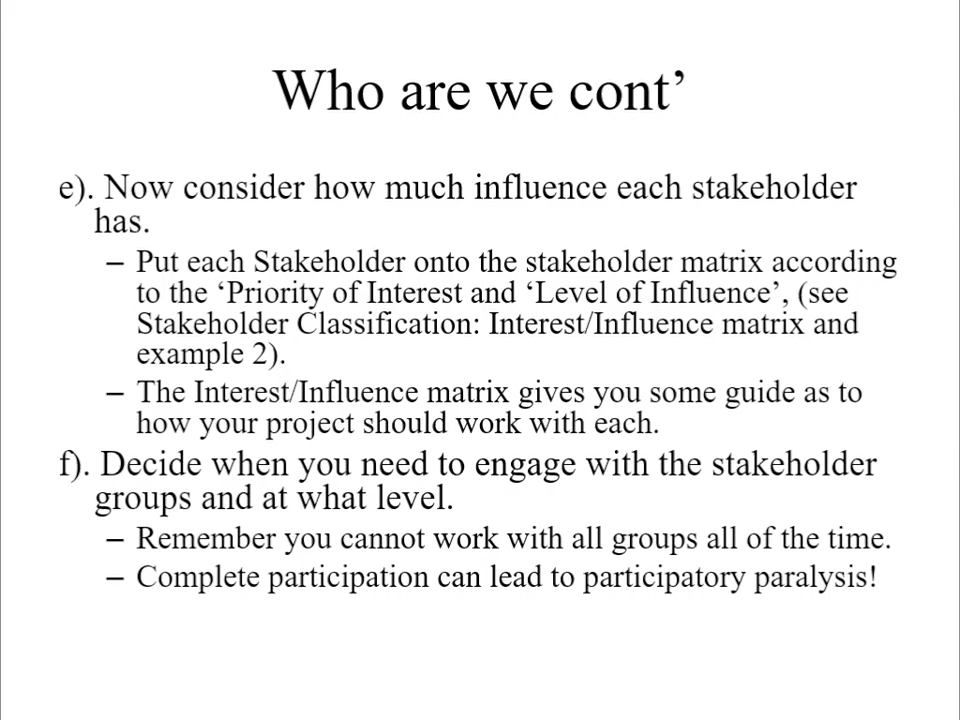 Who are we cont’
e). Now consider how much influence each stakeholder
has.
– Put each Stakeholder onto the stakeholder matrix according
to the ‘Priority of Interest and ‘Level of Influence’, (see
Stakeholder Classification: Interest/Influence matrix and
example 2).
– The Interest/Influence matrix gives you some guide as to
how your project should work with each.
f). Decide when you need to engage with the stakeholder
groups and at what level.
– Remember you cannot work with all groups all of the time.
– Complete participation can lead to participatory paralysis!